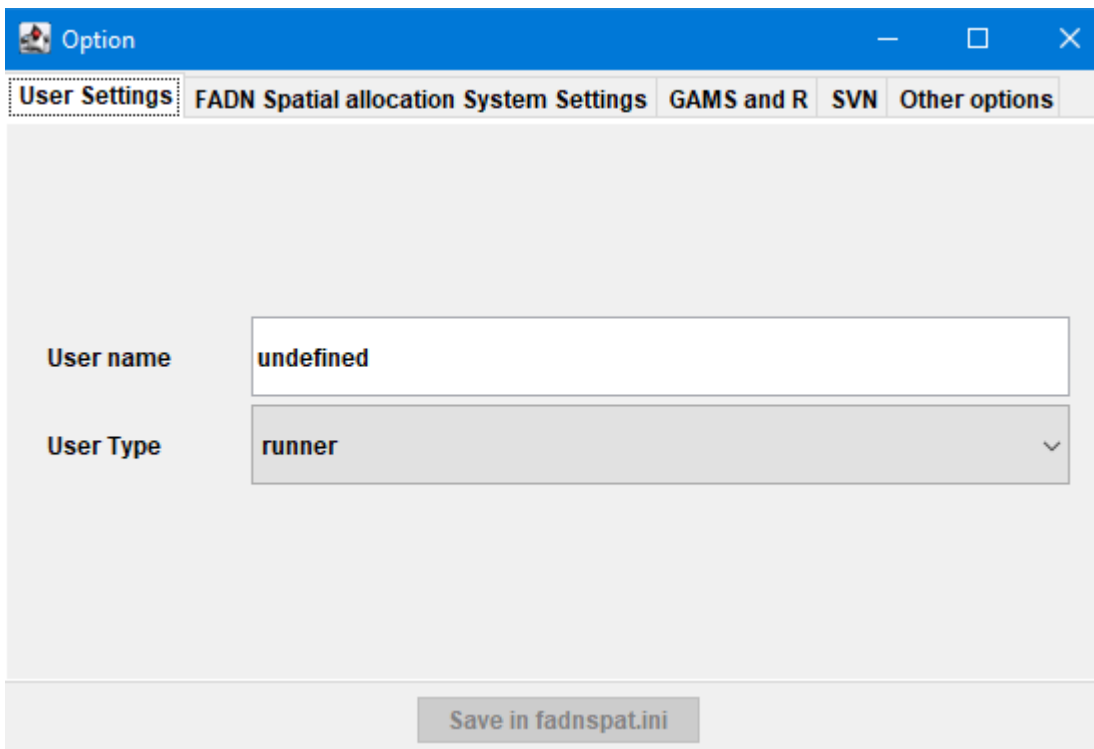 Option
User Settings FADN Spatial allocation System Settings GAMS and R SVN Other options
User name undefined
User Type runner
Save in fadnspat.ini